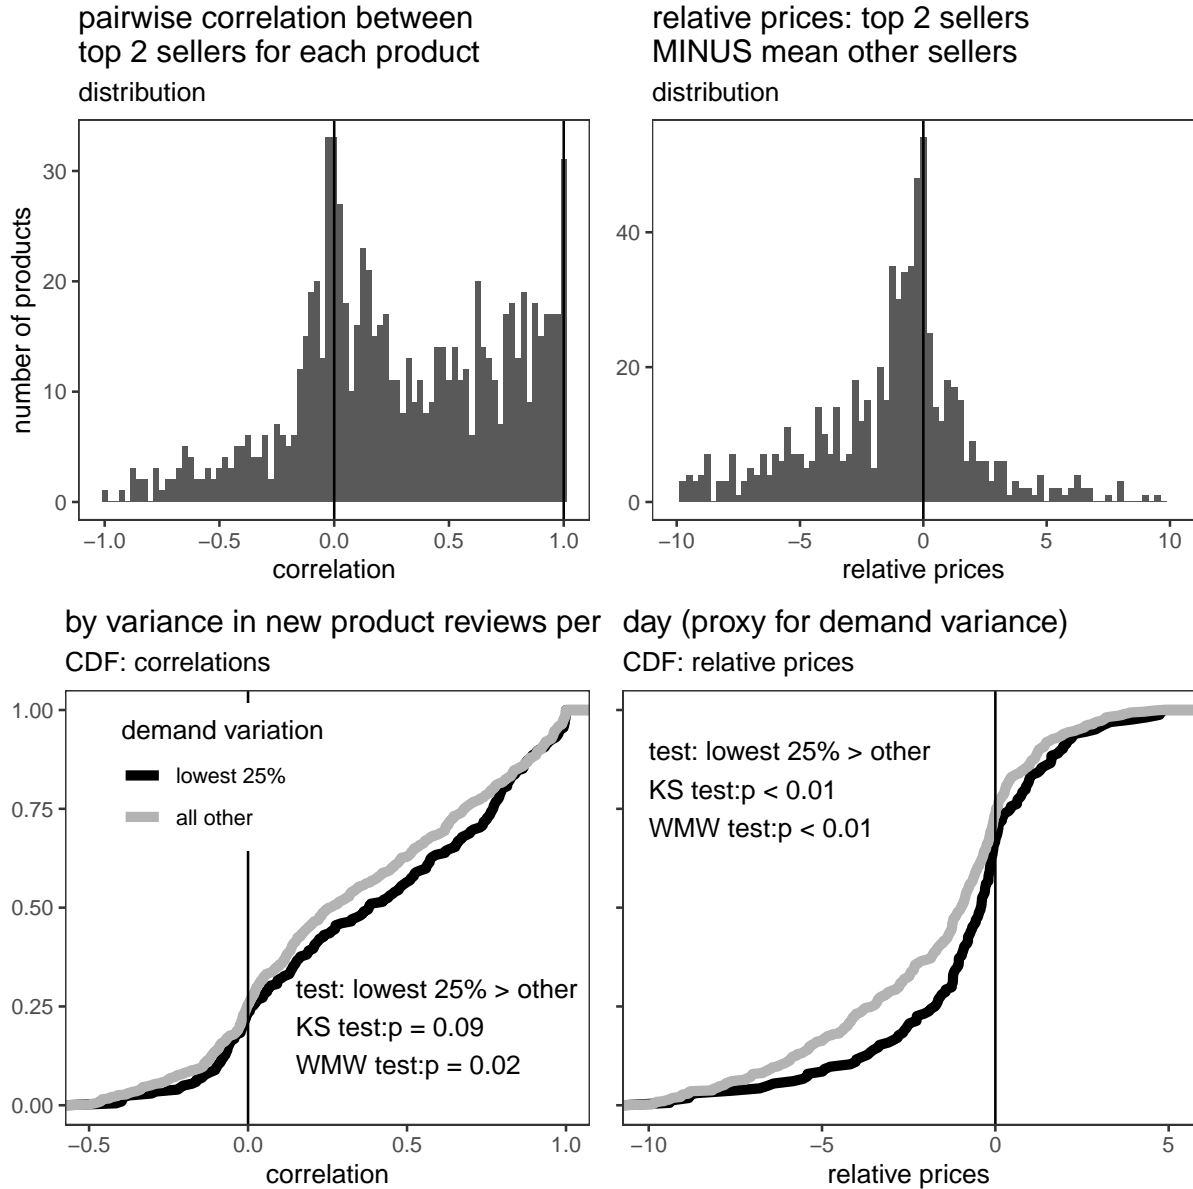 pairwise correlation between
top 2 sellers for each product
distribution
number of products
30
20
10
0
−1.0 −0.5 0.0 0.5 1.0
correlation
relative prices: top 2 sellers
MINUS mean other sellers
distribution
40
20
0
−10 −5 0 5 10
relative prices
by variance in new product reviews per day (proxy for demand variance)
CDF: correlations
1.00
0.75
0.50
0.25
0.00
demand variation
lowest 25%
all other
test: lowest 25% > other
KS test:p = 0.09
WMW test:p = 0.02
−0.5 0.0 0.5 1.0
correlation
CDF: relative prices
test: lowest 25% > other
KS test:p < 0.01
WMW test:p < 0.01
−10 −5 0 5
relative prices